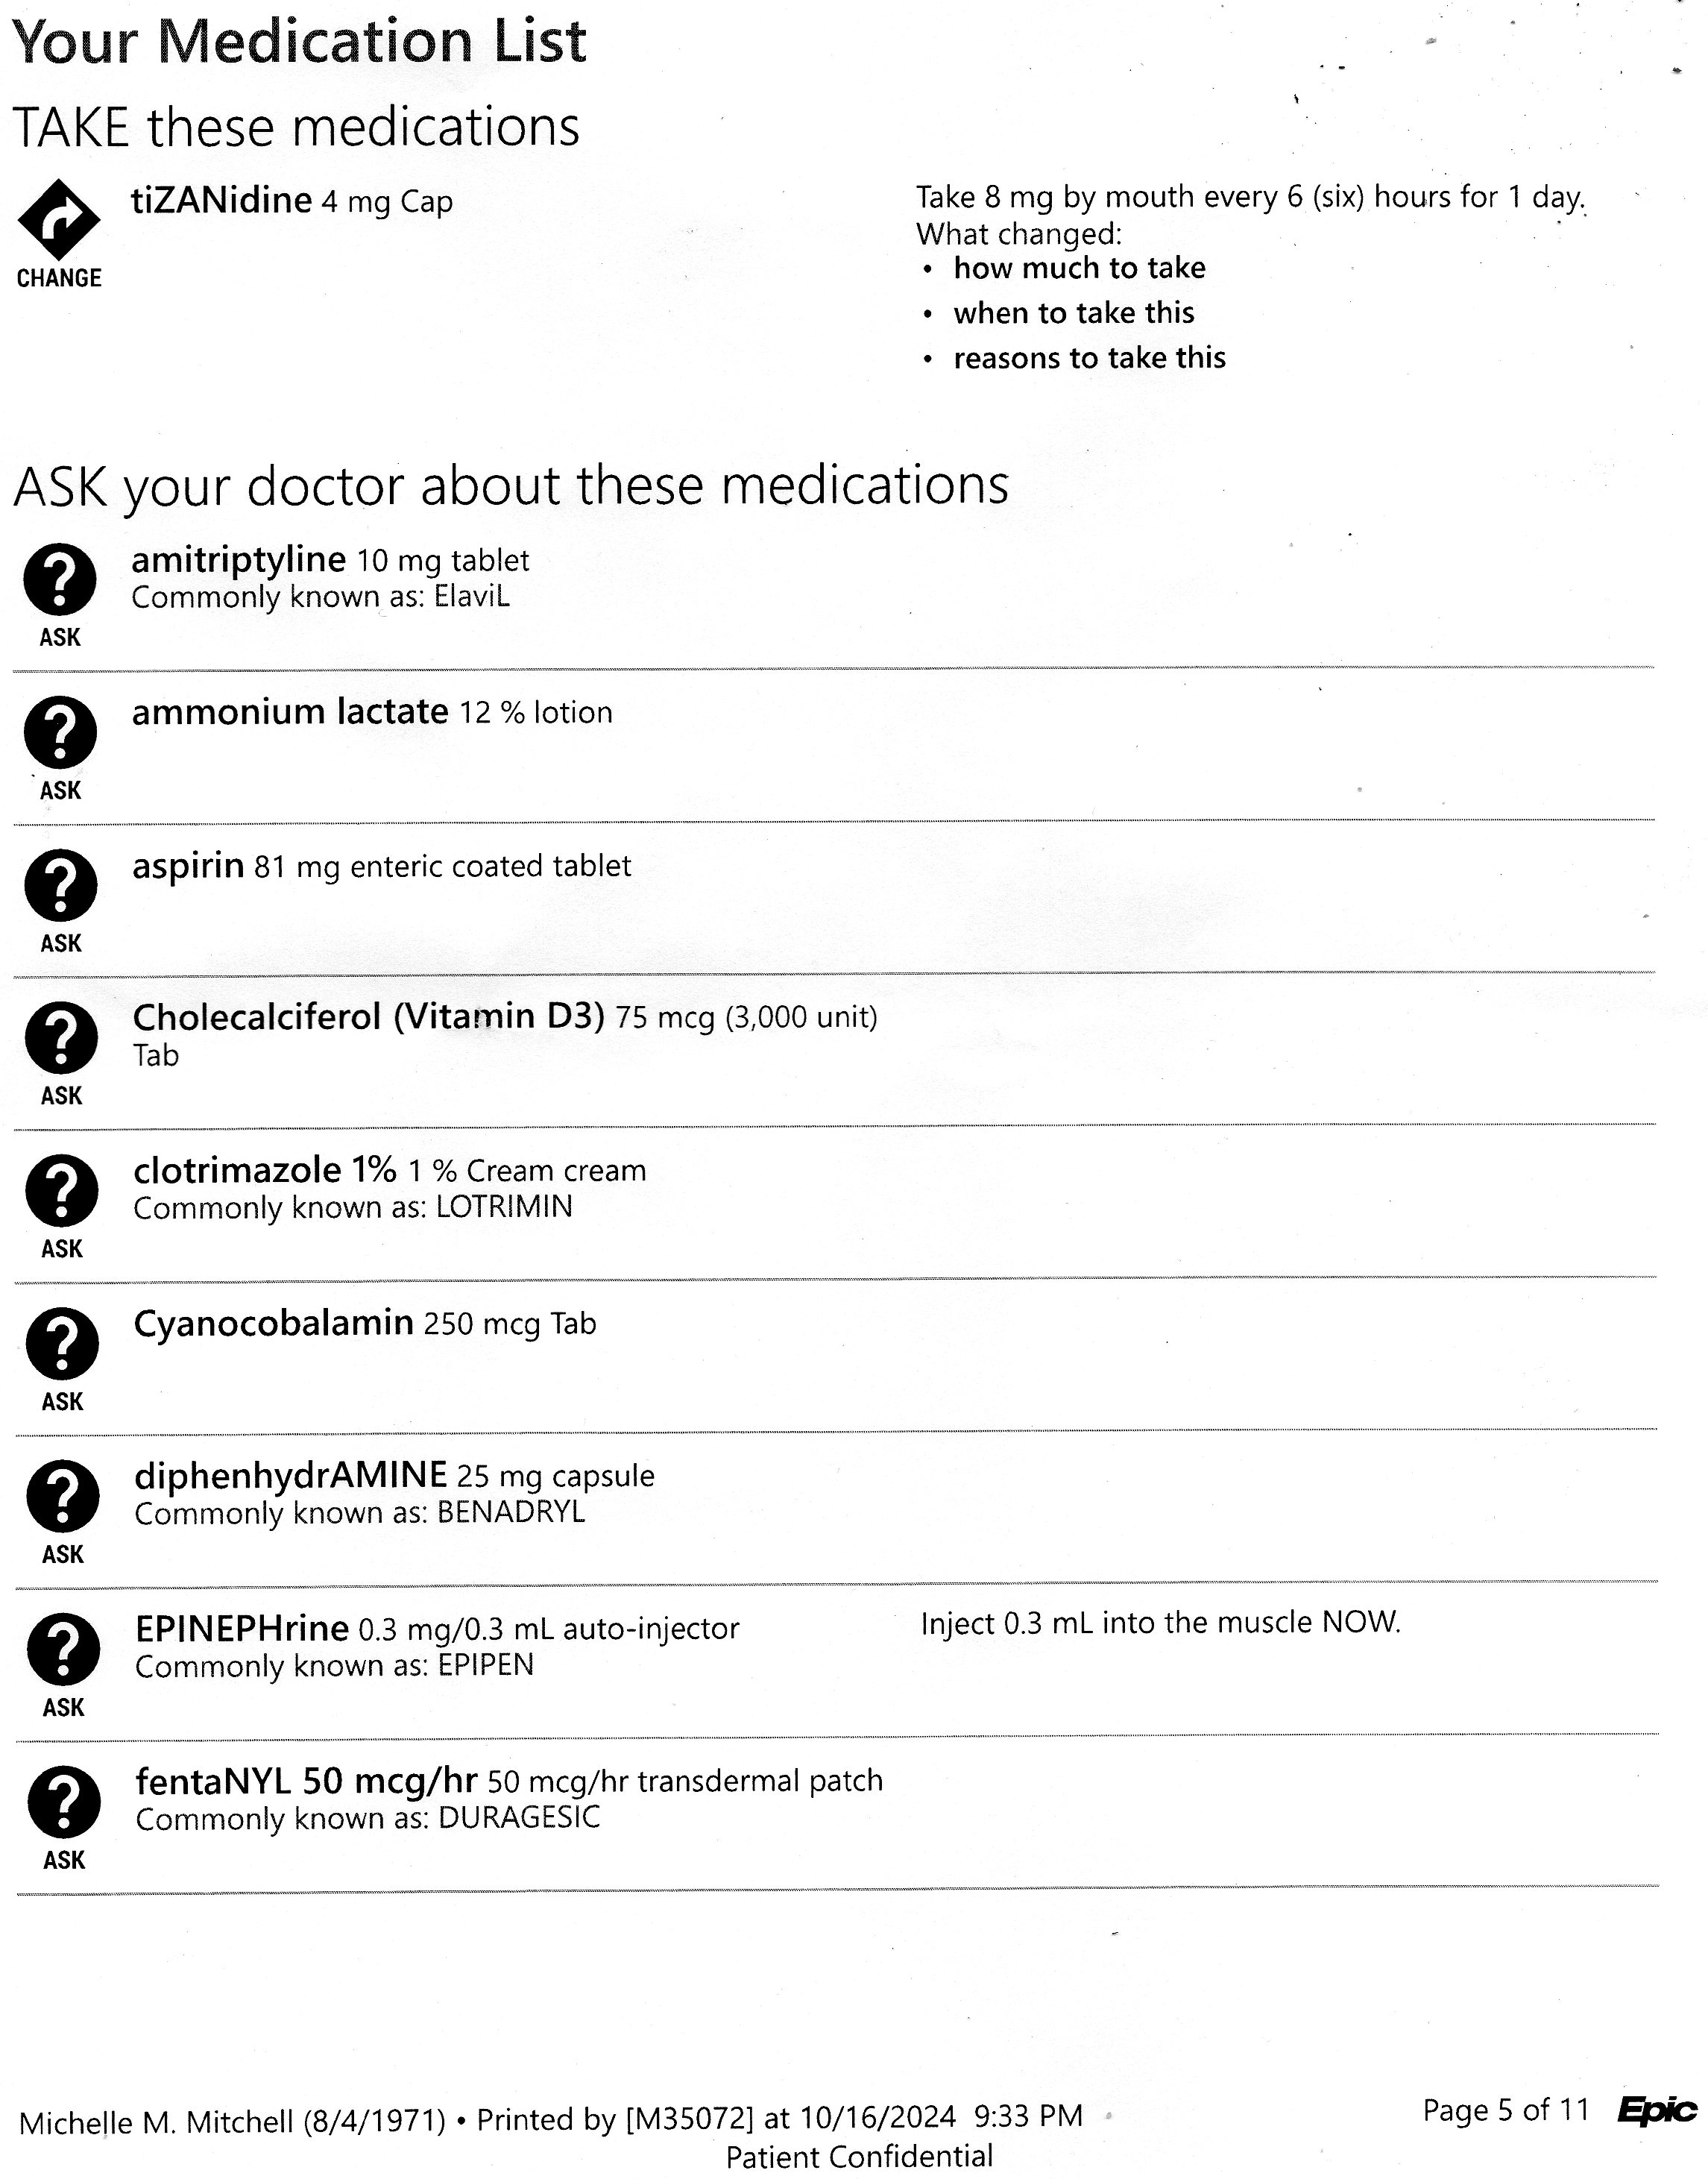 Your Medication List
TAKE these medications
CHANGE
tiZANidine 4 mg Cap
Take 8 mg by mouth every 6 (six) hours for 1 day.
What changed:
• how much to take
• when to take this
• reasons to take this
ASK your doctor about these medications
ASK
amitriptyline 10 mg tablet
Commonly known as: ElaviL
ASK
ammonium lactate 12 % lotion
ASK
aspirin 81 mg enteric coated tablet
ASK
Cholecalciferol (Vitamin D3) 75 mcg (3,000 unit)
Tab
ASK
clotrimazole 1% 1 % Cream cream
Commonly known as: LOTRIMIN
ASK
Cyanocobalamin 250 mcg Tab
ASK
diphenhydrAMINE 25 mg capsule
Commonly known as: BENADRYL
ASK
EPINEPHrine 0.3 mg/0.3 mL auto-injector
Commonly known as: EPIPEN
Inject 0.3 mL into the muscle NOW.
ASK
fentaNYL 50 mcg/hr 50 mcg/hr transdermal patch
Commonly known as: DURAGESIC
Michelle M. Mitchell (8/4/1971) • Printed by [M35072] at 10/16/2024 9:33 PM
Patient Confidential
Page 5 of 11 Epic